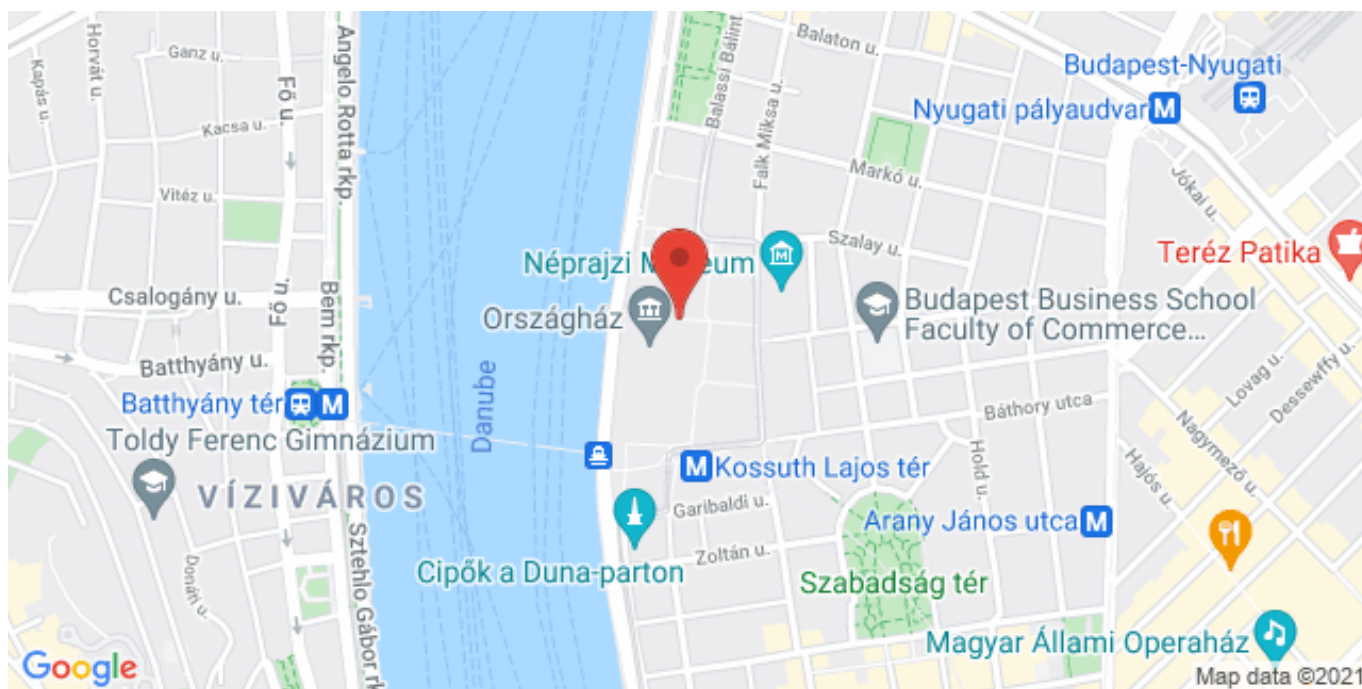 Ganz u.
Horvát u.
Kapás u.
Kacsa u.
Vitéz u.
Fő u.
Fő u.
Angelo Rotta rkp.
Csalogány u.
Bem rkp.
Batthyány u.
Batthyány tér
Toldy Ferenc Gimnázium
VÍZIVÁROS
Donáti u.
Sztehlo Gábor rk
Danube
Balassi Bálint
Balaton u.
Falk Miksa u.
Markó u.
Budapest-Nyugati
Nyugati pályaudvar
M
Jókai u.
Szalay u.
Teréz Patika
Néprajzi M
eum
Országház
Budapest Business School
Faculty of Commerce...
Lovag u.
Dessewffy u.
Báthory utca
Nagymező u.
Hajós u.
Hold u.
M
M
Kossuth Lajos tér
Garibaldi u.
Arany János utca
M
Zoltán u.
Cipők a Duna-parton
Szabadság tér
Magyar Állami Operaház
Google
Map data ©2021